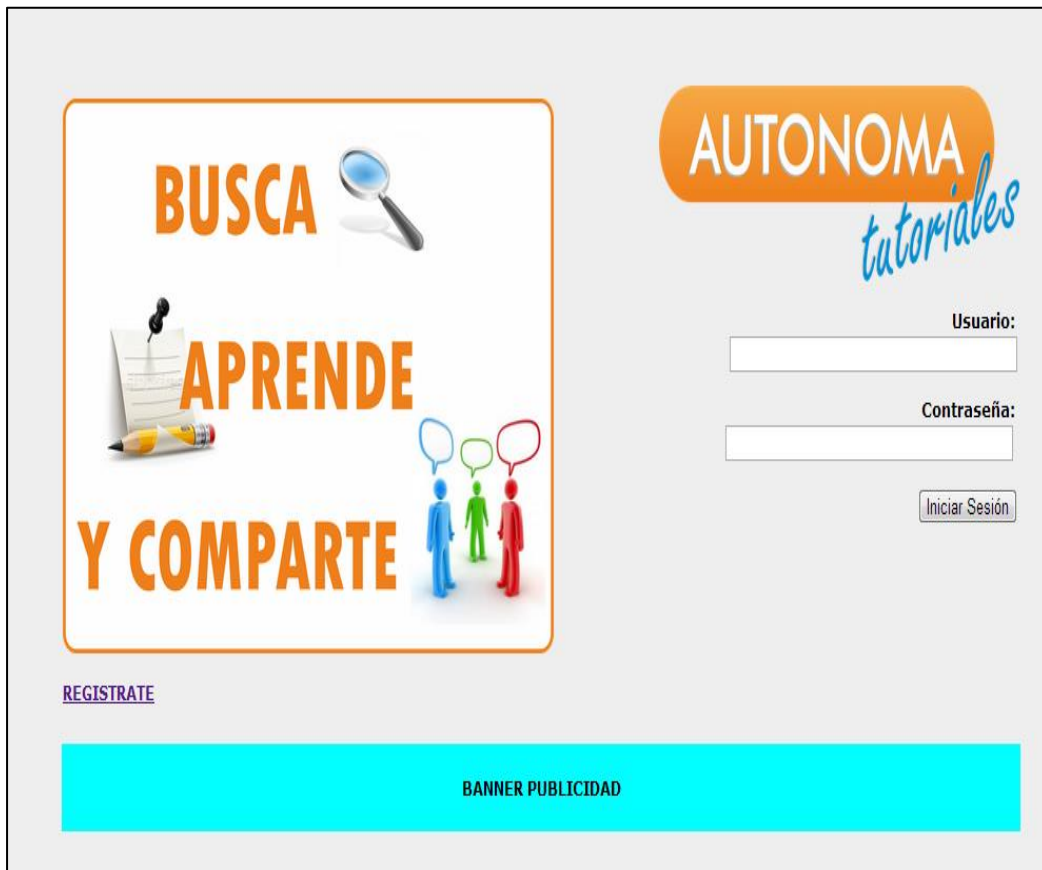 BUSCA
APRENDE
Y COMPARTE
AUTONOMA
tutoriales
Usuario:
Contraseña:
Iniciar Sesión
REGISTRATE
BANNER PUBLICIDAD